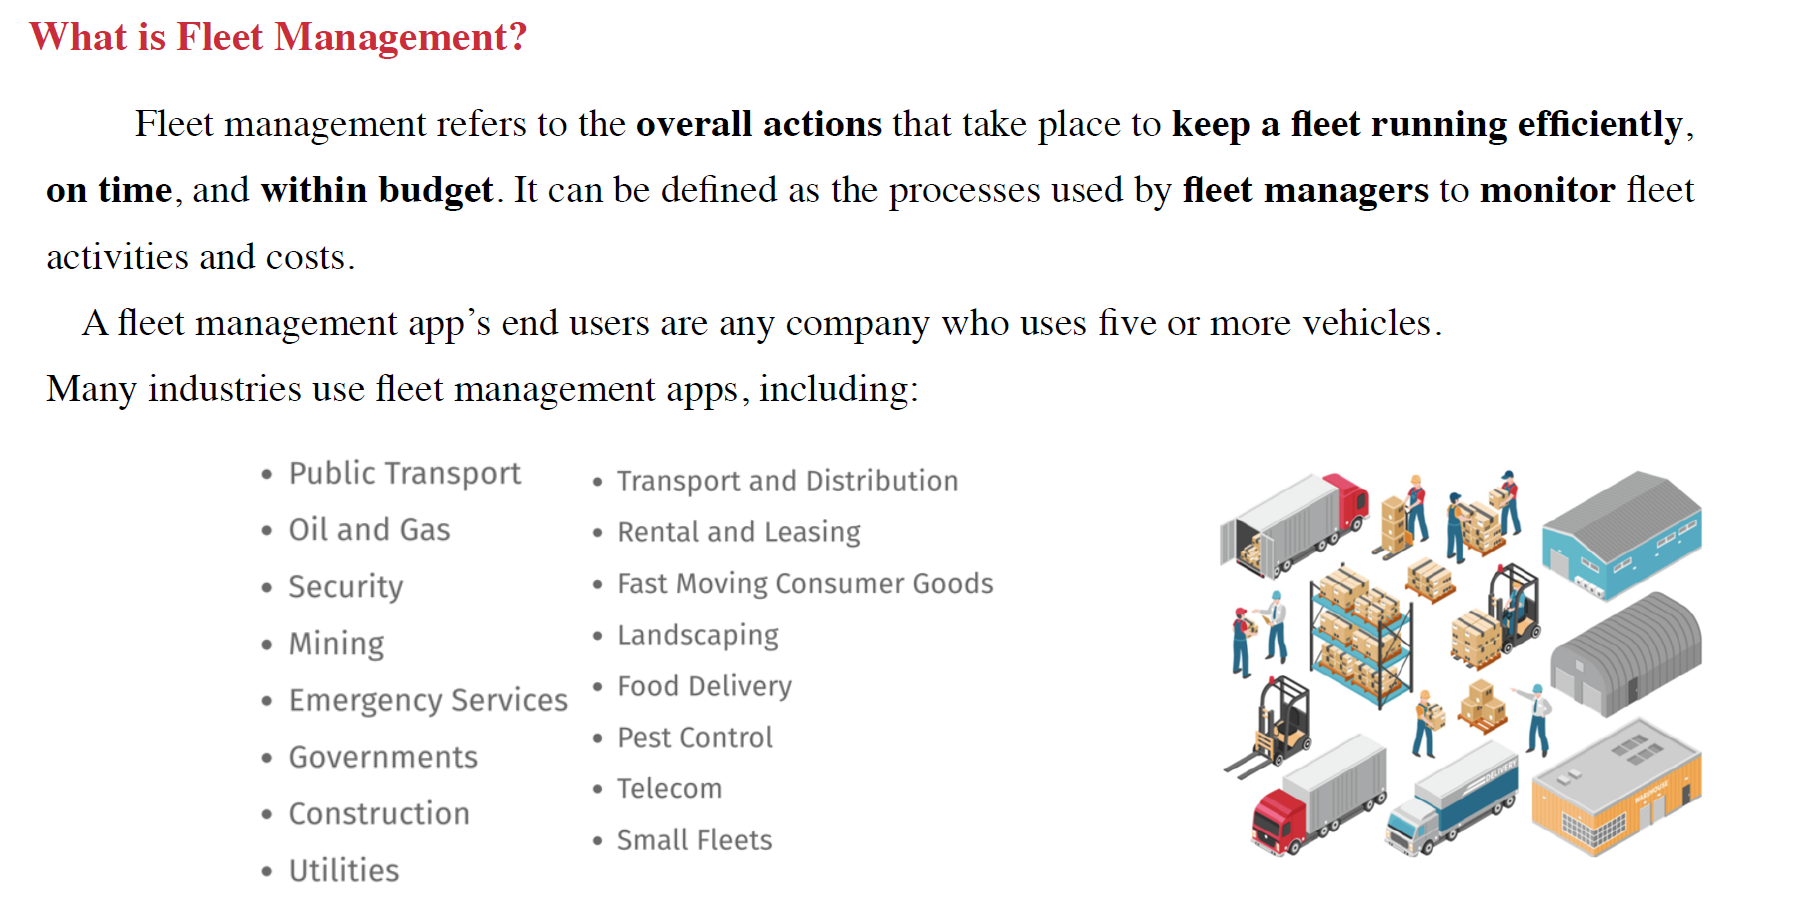 What is Fleet Management?
Fleet management refers to the overall actions that take place to keep a fleet running efficiently,
on time, and within budget. It can be defined as the processes used by fleet managers to monitor fleet
activities and costs.
A fleet management app’s end users are any company who uses five or more vehicles.
Many industries use fleet management apps, including:
• Public Transport
• Oil and Gas
• Security
• Mining
• Emergency Services
• Governments
• Construction
• Utilities
• Transport and Distribution
• Rental and Leasing
• Fast Moving Consumer Goods
• Landscaping
• Food Delivery
• Pest Control
• Telecom
• Small Fleets
DELIVERY
WAREHOUSE